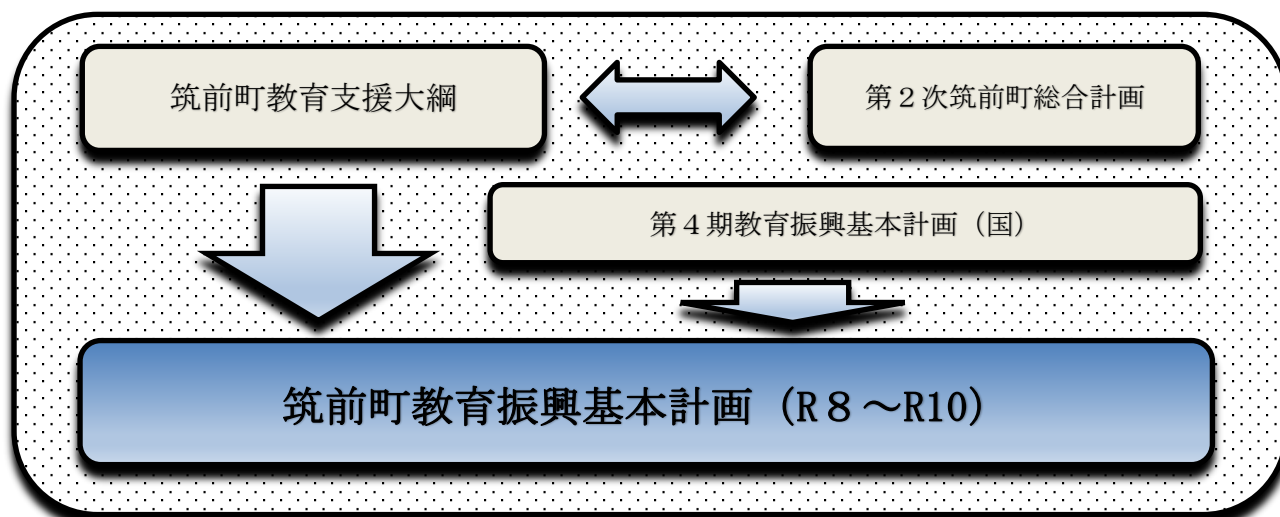 筑前町教育支援大綱
第２次筑前町総合計画
第４期教育振興基本計画（国）
筑前町教育振興基本計画（R８～R10）